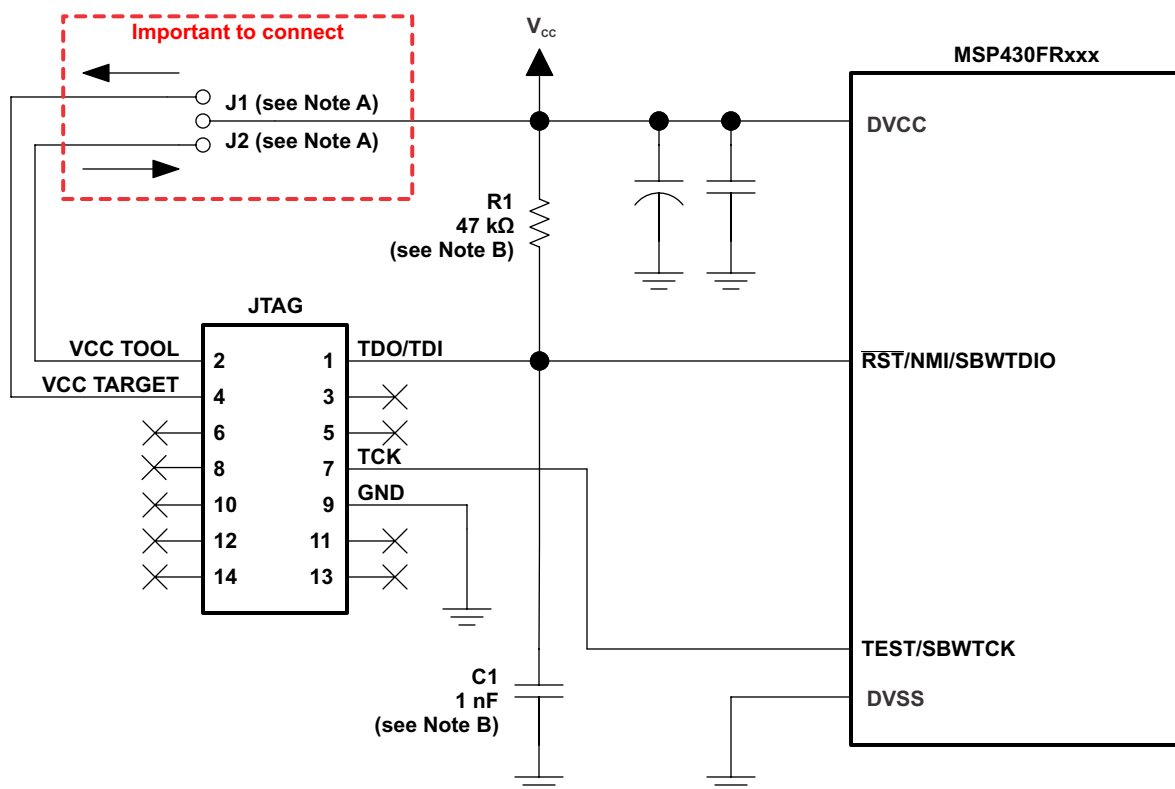 Important to connect
J1 (see Note A)
J2 (see Note A)
Vcc
MSP430FRxxx
DVCC
R1
47 kΩ
(see Note B)
JTAG
VCC TOOL
2
1
TDO/TDI
RST/NMI/SBWTDIO
VCC TARGET
4
3
6
5
8
7
TCK
10
9
GND
12
11
14
13
TEST/SBWTCK
C1
1 nF
(see Note B)
DVSS